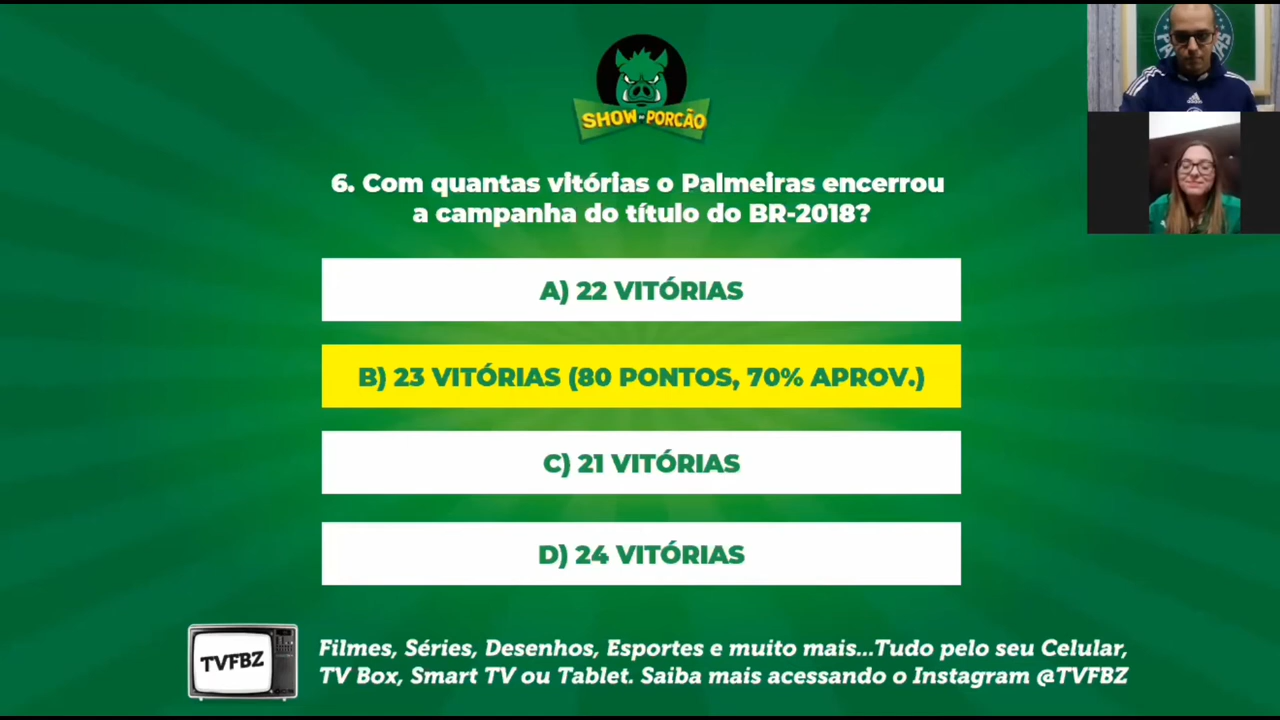 SHOW DO PORCÃO
6. Com quantas vitórias o Palmeiras encerrou
a campanha do título do BR-2018?
A) 22 VITÓRIAS
B) 23 VITÓRIAS (80 PONTOS, 70% APROV.)
C) 21 VITÓRIAS
D) 24 VITÓRIAS
TVFBZ
Filmes, Séries, Desenhos, Esportes e muito mais...Tudo pelo seu Celular,
TV Box, Smart TV ou Tablet. Saiba mais acessando o Instagram @TVFBZ